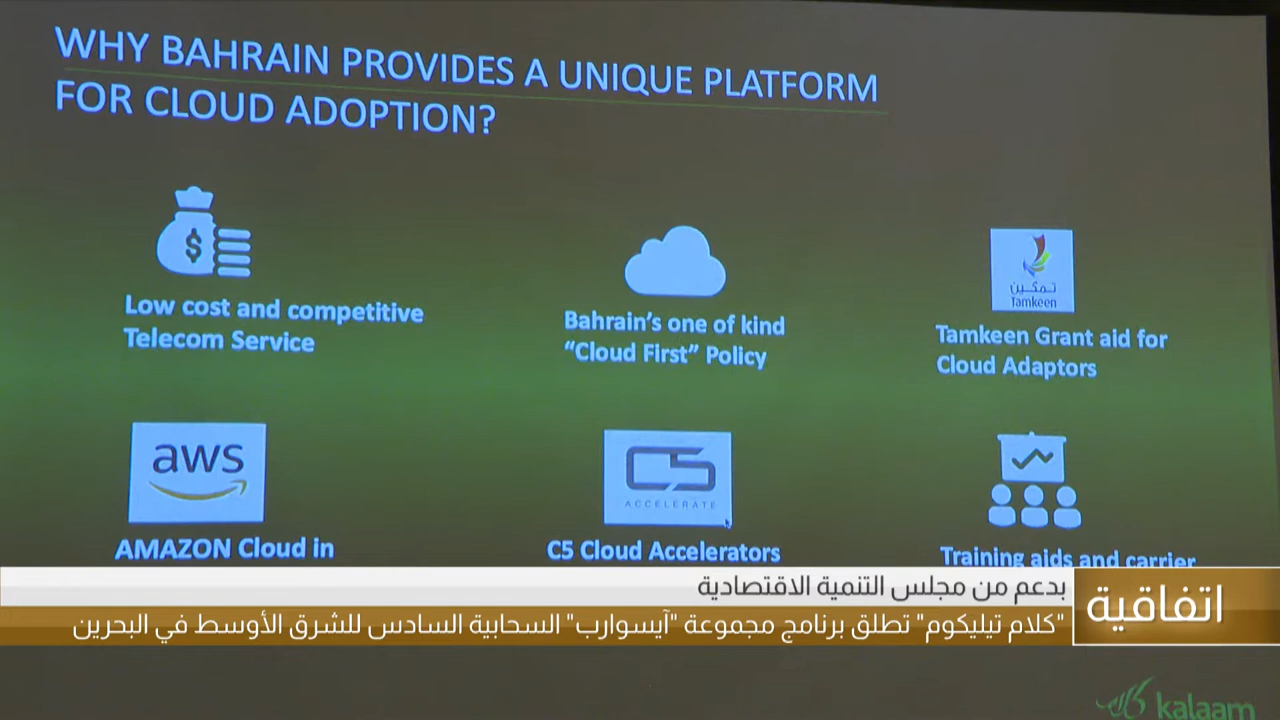 WHY BAHRAIN PROVIDES A UNIQUE PLATFORM
FOR CLOUD ADOPTION?
Low cost and competitive
Telecom Service
Bahrain's one of kind
“Cloud First” Policy
تمكين
Tamkeen
Tamkeen Grant aid for
Cloud Adaptors
aws
AMAZON Cloud in
C5
ACCELERATE
C5 Cloud Accelerators
Training aids and carrier
اتفاقية
بدعم من مجلس التنمية الاقتصادية
"كلام تيليكوم" تطلق برنامج مجموعة "آيسوارب" السحابية السادس للشرق الأوسط في البحرين
kalaam